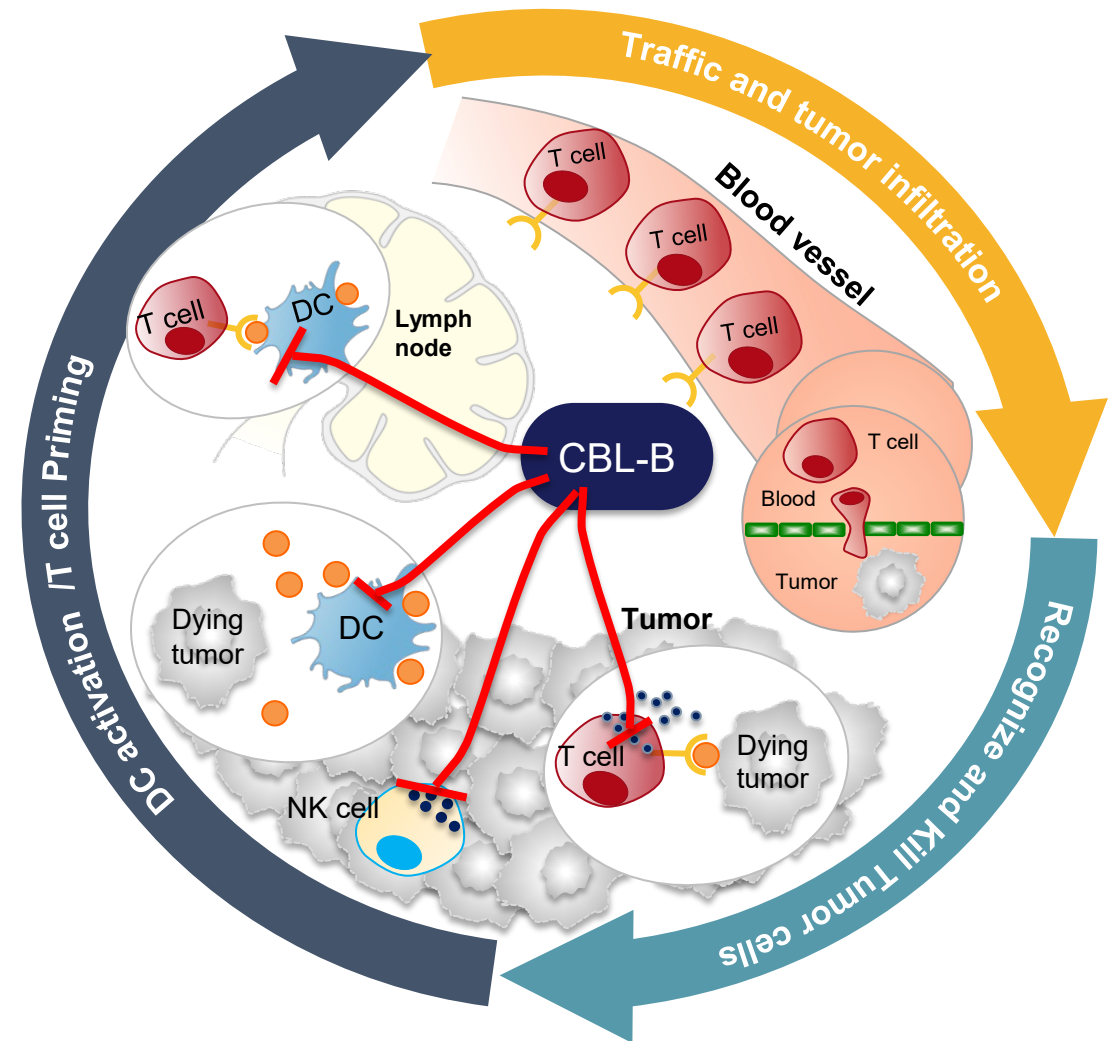 Traffic and tumor infiltration
T cell
Blood vessel
T cell
T cell
DC
T cell
Lymph
node
CBL-B
T cell
Blood
Tumor
DC activation /T cell Priming
Dying
tumor
DC
Tumor
T cell
Dying
tumor
NK cell
Recognize and Kill Tumor cells